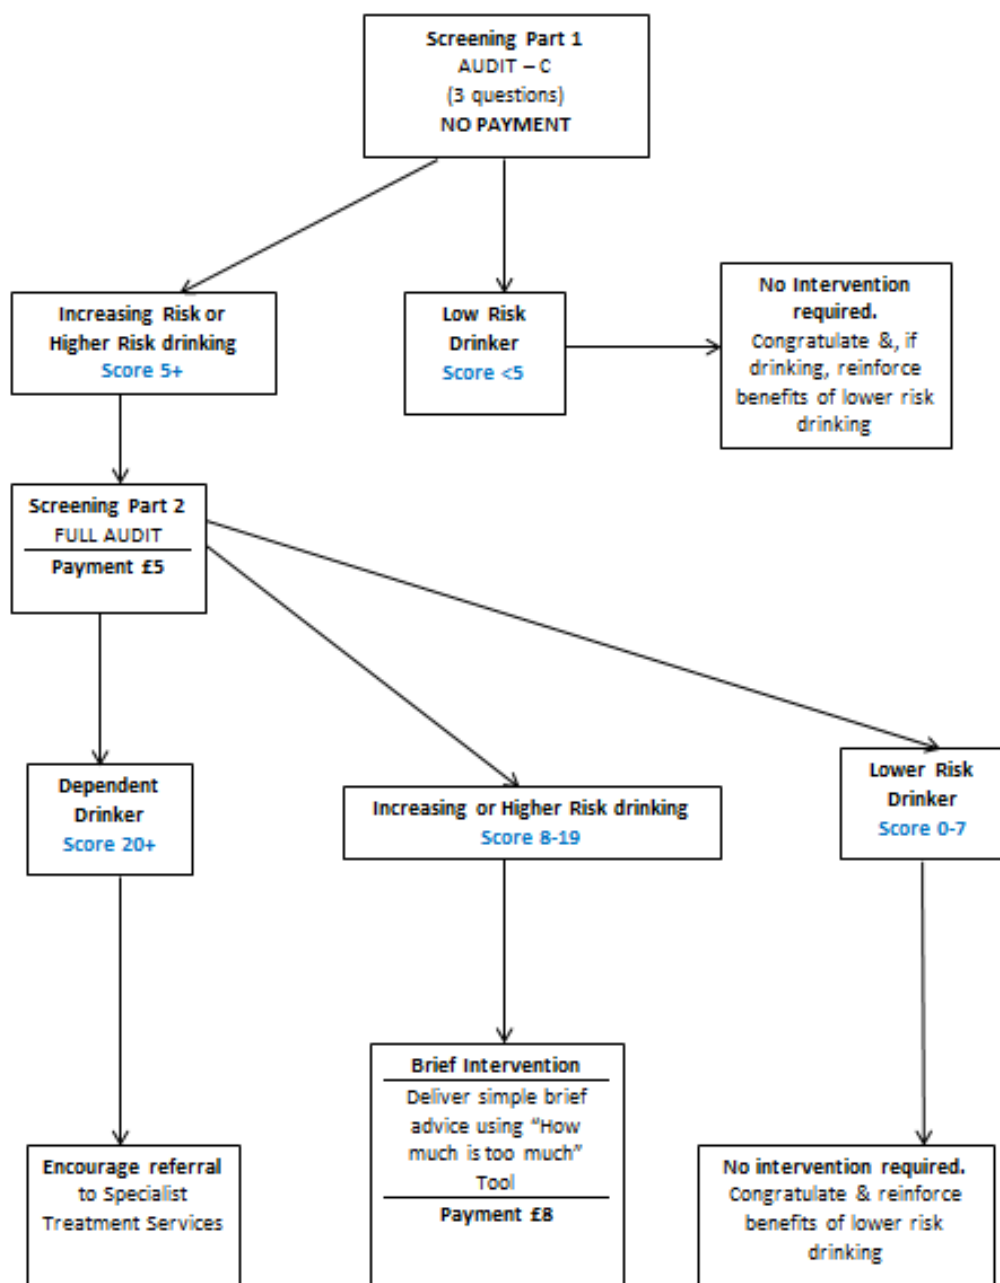 Screening Part 1
AUDIT – C
(3 questions)
NO PAYMENT
Increasing Risk or
Higher Risk drinking
Score 5+
Low Risk
Drinker
Score <5
No Intervention
required.
Congratulate &, if
drinking, reinforce
benefits of lower risk
drinking
Screening Part 2
FULL AUDIT
Payment £5
Dependent
Drinker
Score 20+
Increasing or Higher Risk drinking
Score 8-19
Lower Risk
Drinker
Score 0-7
Encourage referral
to Specialist
Treatment Services
Brief Intervention
Deliver simple brief
advice using “How
much is too much”
Tool
Payment £8
No intervention required.
Congratulate & reinforce
benefits of lower risk
drinking